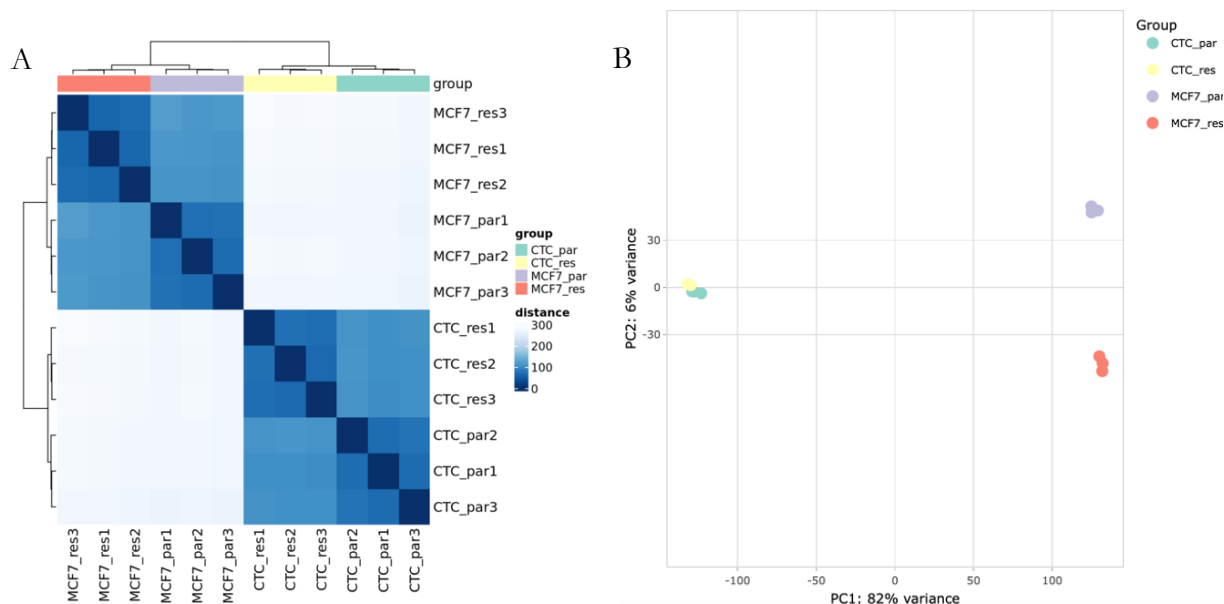 A
group
MCF7_res3
MCF7_res1
MCF7_res2
MCF7_par1
MCF7_par2
MCF7_par3
CTC_res1
CTC_res2
CTC_res3
CTC_par2
CTC_par1
CTC_par3
MCF7_res3
MCF7_res1
MCF7_res2
MCF7_par1
MCF7_par2
MCF7_par3
CTC_res1
CTC_res2
CTC_res3
CTC_par2
CTC_par1
CTC_par3
group
CTC_par
CTC_res
MCF7_par
MCF7_res
distance
300
200
100
0
B
PC2: 6% variance
30
0
-30
-100
-50
0
50
100
PC1: 82% variance
Group
CTC_par
CTC_res
MCF7_par
MCF7_res